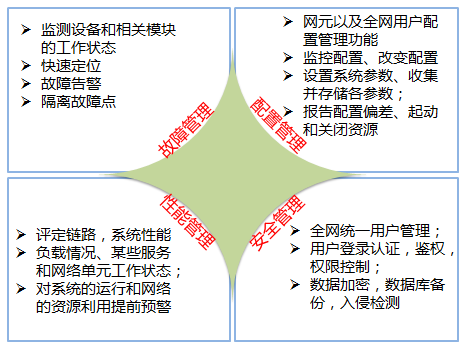 监测设备和相关模块
的工作状态
快速定位
故障告警
隔离故障点
网元以及全网用户配
置管理功能
监控配置、改变配置
设置系统参数、收集
并存储各参数；
报告配置偏差、起动
和关闭资源
故障管理
配置管理
性能管理
安全管理
评定链路，系统性能
负载情况、某些服务
和网络单元工作状态；
对系统的运行和网络
的资源利用提前预警
全网统一用户管理；
用户登录认证，鉴权，
权限控制；
数据加密，数据库备
份，入侵检测